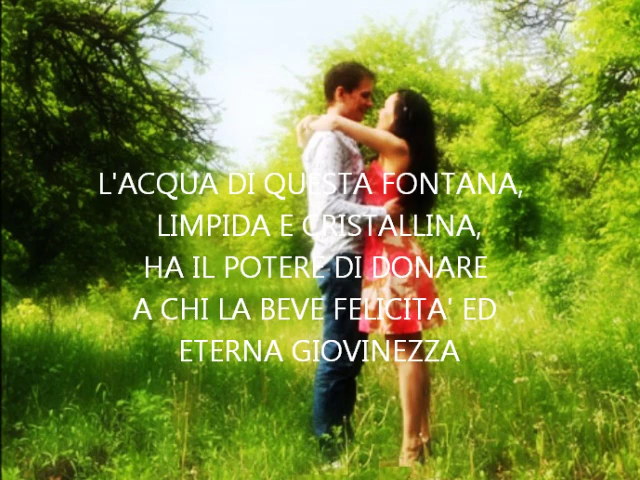 L'ACQUA DI QUESTA FONTANA,
LIMPIDA E CRISTALLINA,
HA IL POTERE DI DONARE
A CHI LA BEVE FELICITA' ED
ETERNA GIOVINEZZA